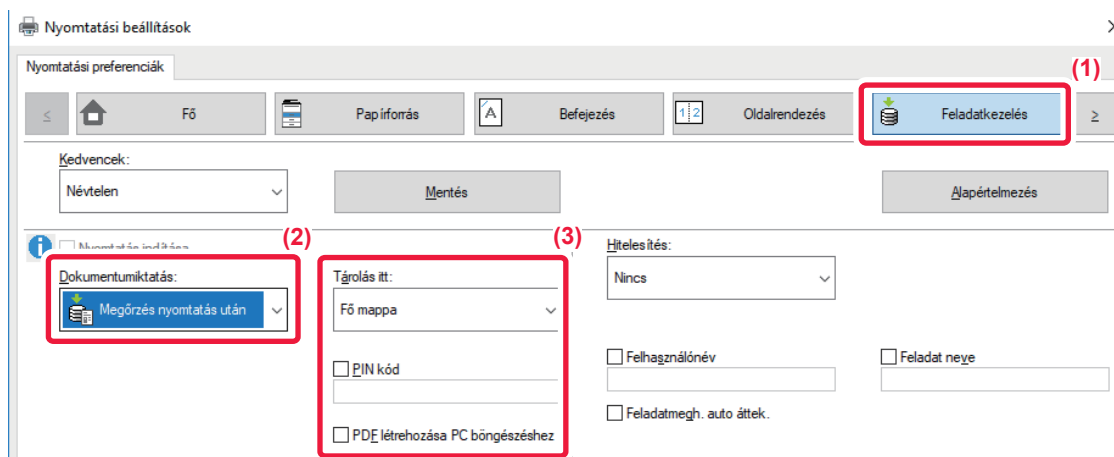 Nyomtatási beállítások
Nyomtatási preferenciák
(1)
< Fő Papírforrás A Befejezés 1 2 Oldalrendezés Feladatkezelés >
Kedvencek:
Névtelen Mentés Alapértelmezés
Nyomtatás indítása (2) (3) Hitelesítés:
Dokumentumiktatás: Tárolás itt: Nincs
Megőrzés nyomtatás után Fő mappa
PIN kód Felhasználónév Feladat neve
Feladatmegh. auto áttek.
PDF létrehozása PC böngészéshez